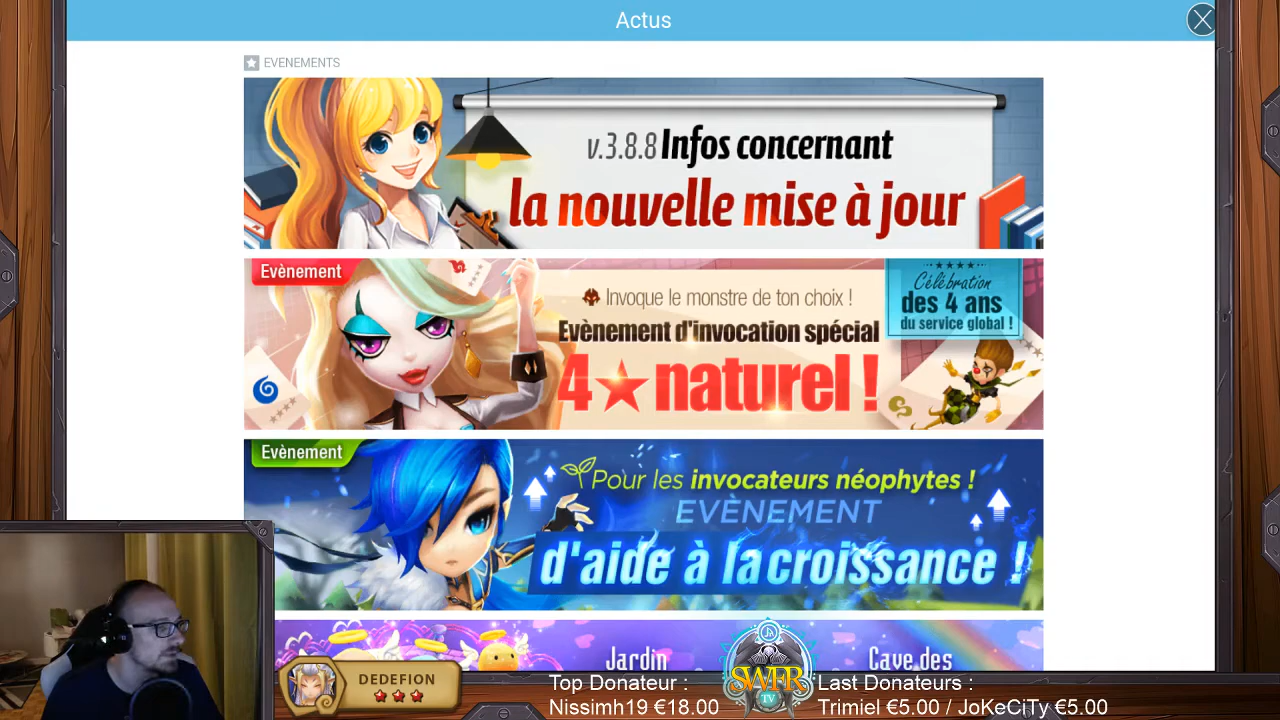 Actus
EVENEMENTS
v.3.8.8 Infos concernant
la nouvelle mise à jour
Evènement
Invoque le monstre de ton choix !
Evènement d'invocation spécial
4★naturel !
Célébration
des 4 ans
du service global !
Evènement
Pour les invocateurs néophytes !
EVÈNEMENT
d'aide à la croissance !
Jardin
Cave des
DEDEFION
SWFR
TV
Top Donateur :
Nissimh19 €18.00
Last Donateurs :
Trimiel €5.00 / JoKeCiTy €5.00